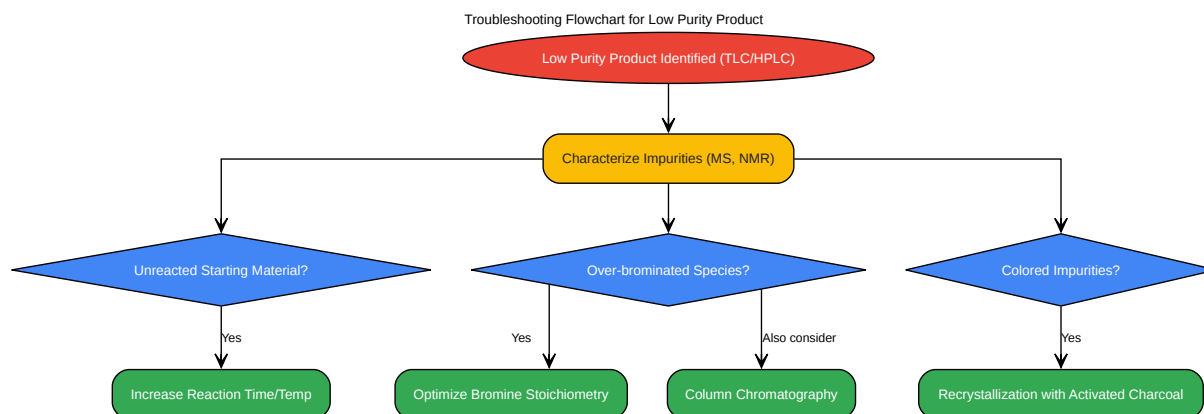 Troubleshooting Flowchart for Low Purity Product
Low Purity Product Identified (TLC/HPLC)
Characterize Impurities (MS, NMR)
Unreacted Starting Material?
Over-brominated Species?
Colored Impurities?
Yes
Yes
Also consider
Yes
Increase Reaction Time/Temp
Optimize Bromine Stoichiometry
Column Chromatography
Recrystallization with Activated Charcoal